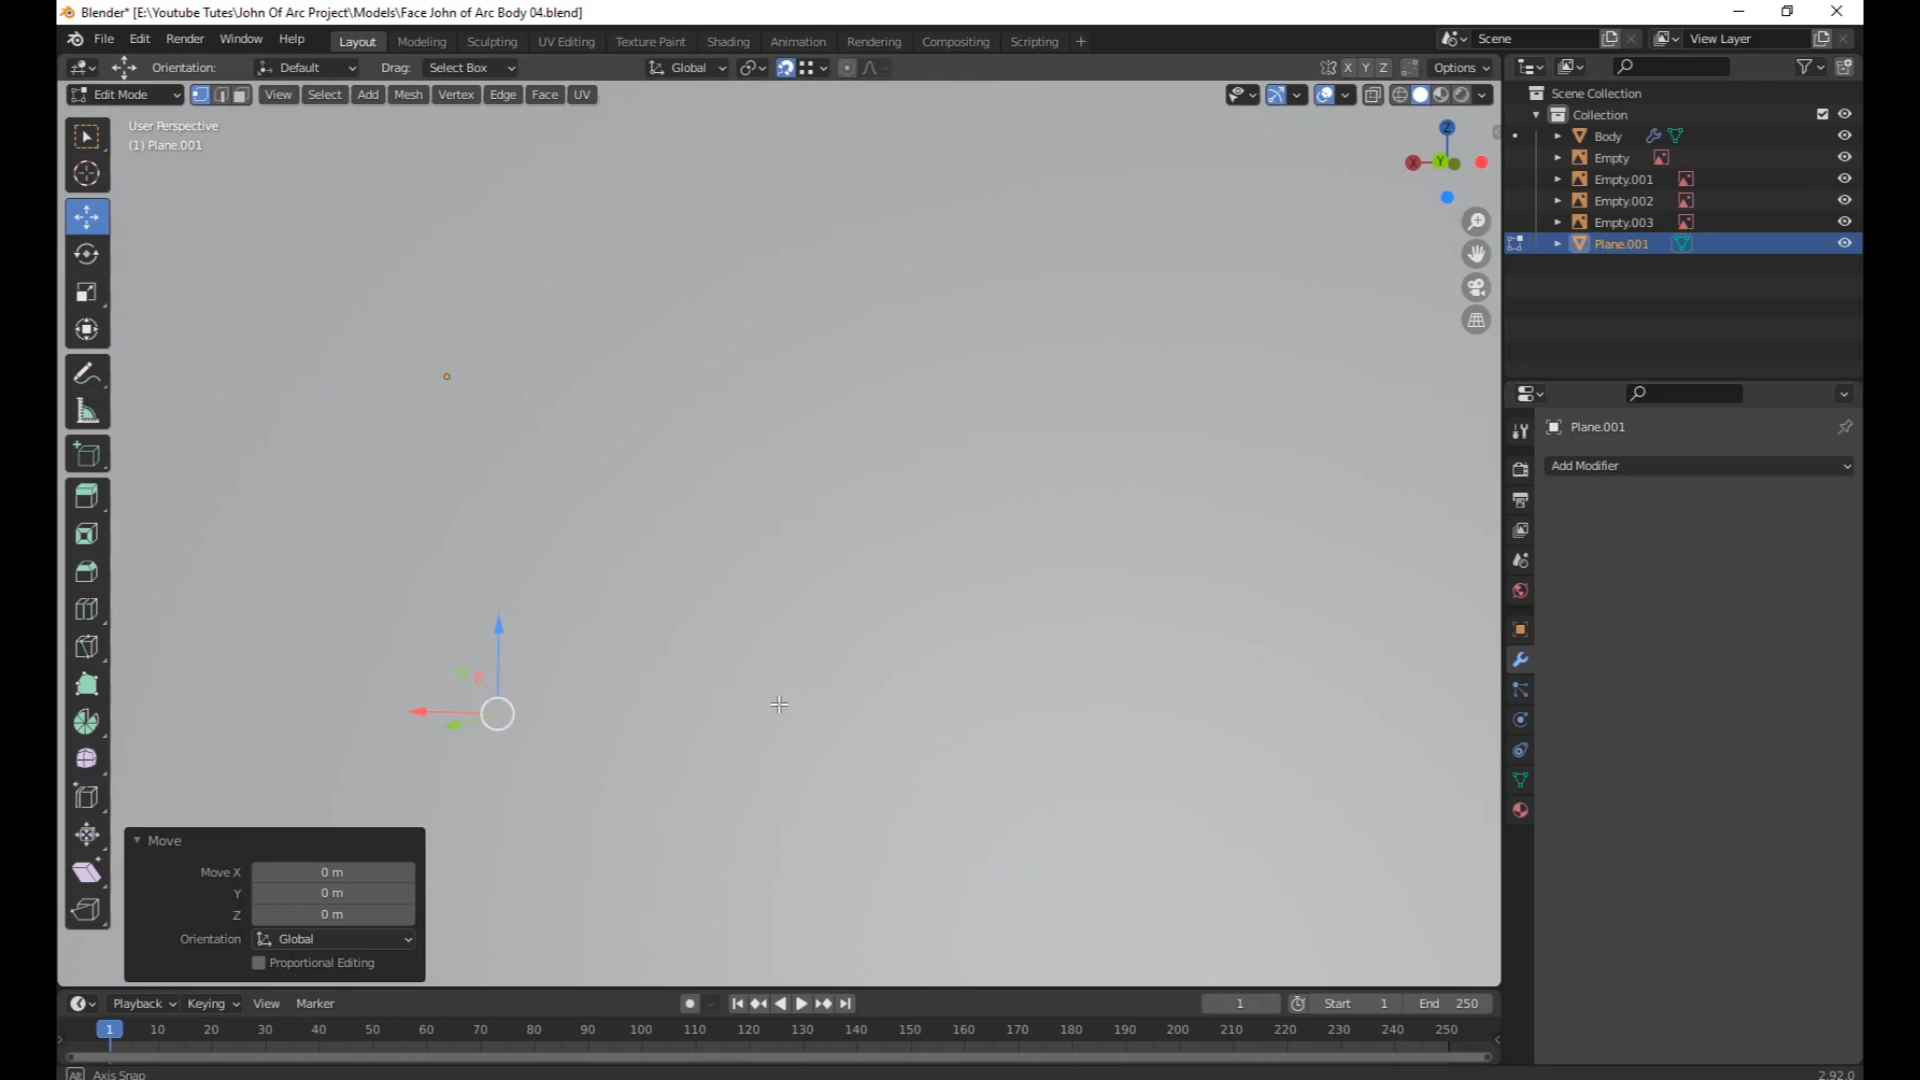 Blender* [E:\Youtube Tutes\John Of Arc Project\Models\Face John of Arc Body 04.blend]
File Edit Render Window Help Layout Modeling Sculpting UV Editing Texture Paint Shading Animation Rendering Compositing Scripting + Scene View Layer
Orientation: Default Drag: Select Box Global X Y Z Options
Edit Mode View Select Add Mesh Vertex Edge Face UV
User Perspective
(1) Plane.001
Z
X
Y
Scene Collection
Collection
Body
Empty
Empty.001
Empty.002
Empty.003
Plane.001
Plane.001
Add Modifier
Move
Move X 0 m
Y 0 m
Z 0 m
Orientation Global
Proportional Editing
Playback Keying View Marker 1 Start 1 End 250
1 10 20 30 40 50 60 70 80 90 100 110 120 130 140 150 160 170 180 190 200 210 220 230 240 250
Alt Axis Snap 2.92.0